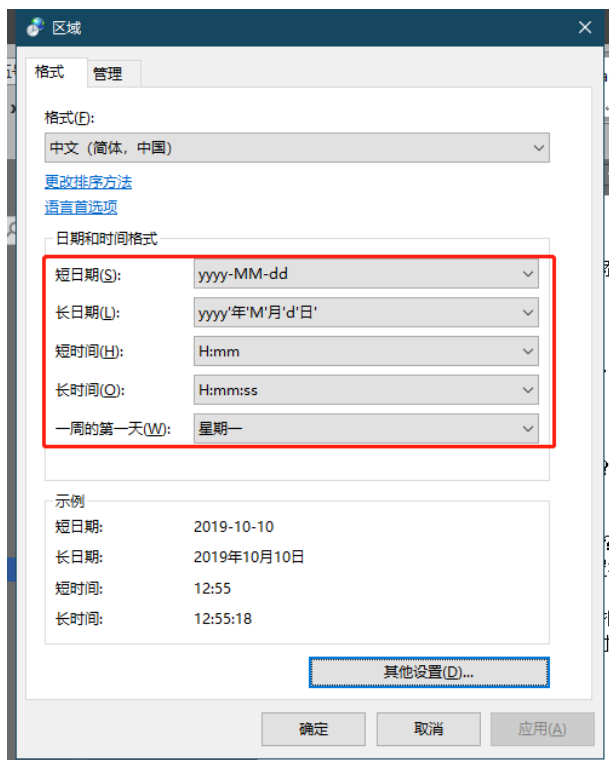 区域
格式
管理
格式(F):
中文（简体，中国）
更改排序方法
语言首选项
日期和时间格式
短日期(S): yyyy-MM-dd
长日期(L): yyyy'年'M'月'd'日'
短时间(H): H:mm
长时间(O): H:mm:ss
一周的第一天(W): 星期一
示例
短日期: 2019-10-10
长日期: 2019年10月10日
短时间: 12:55
长时间: 12:55:18
其他设置(D)...
确定 取消 应用(A)